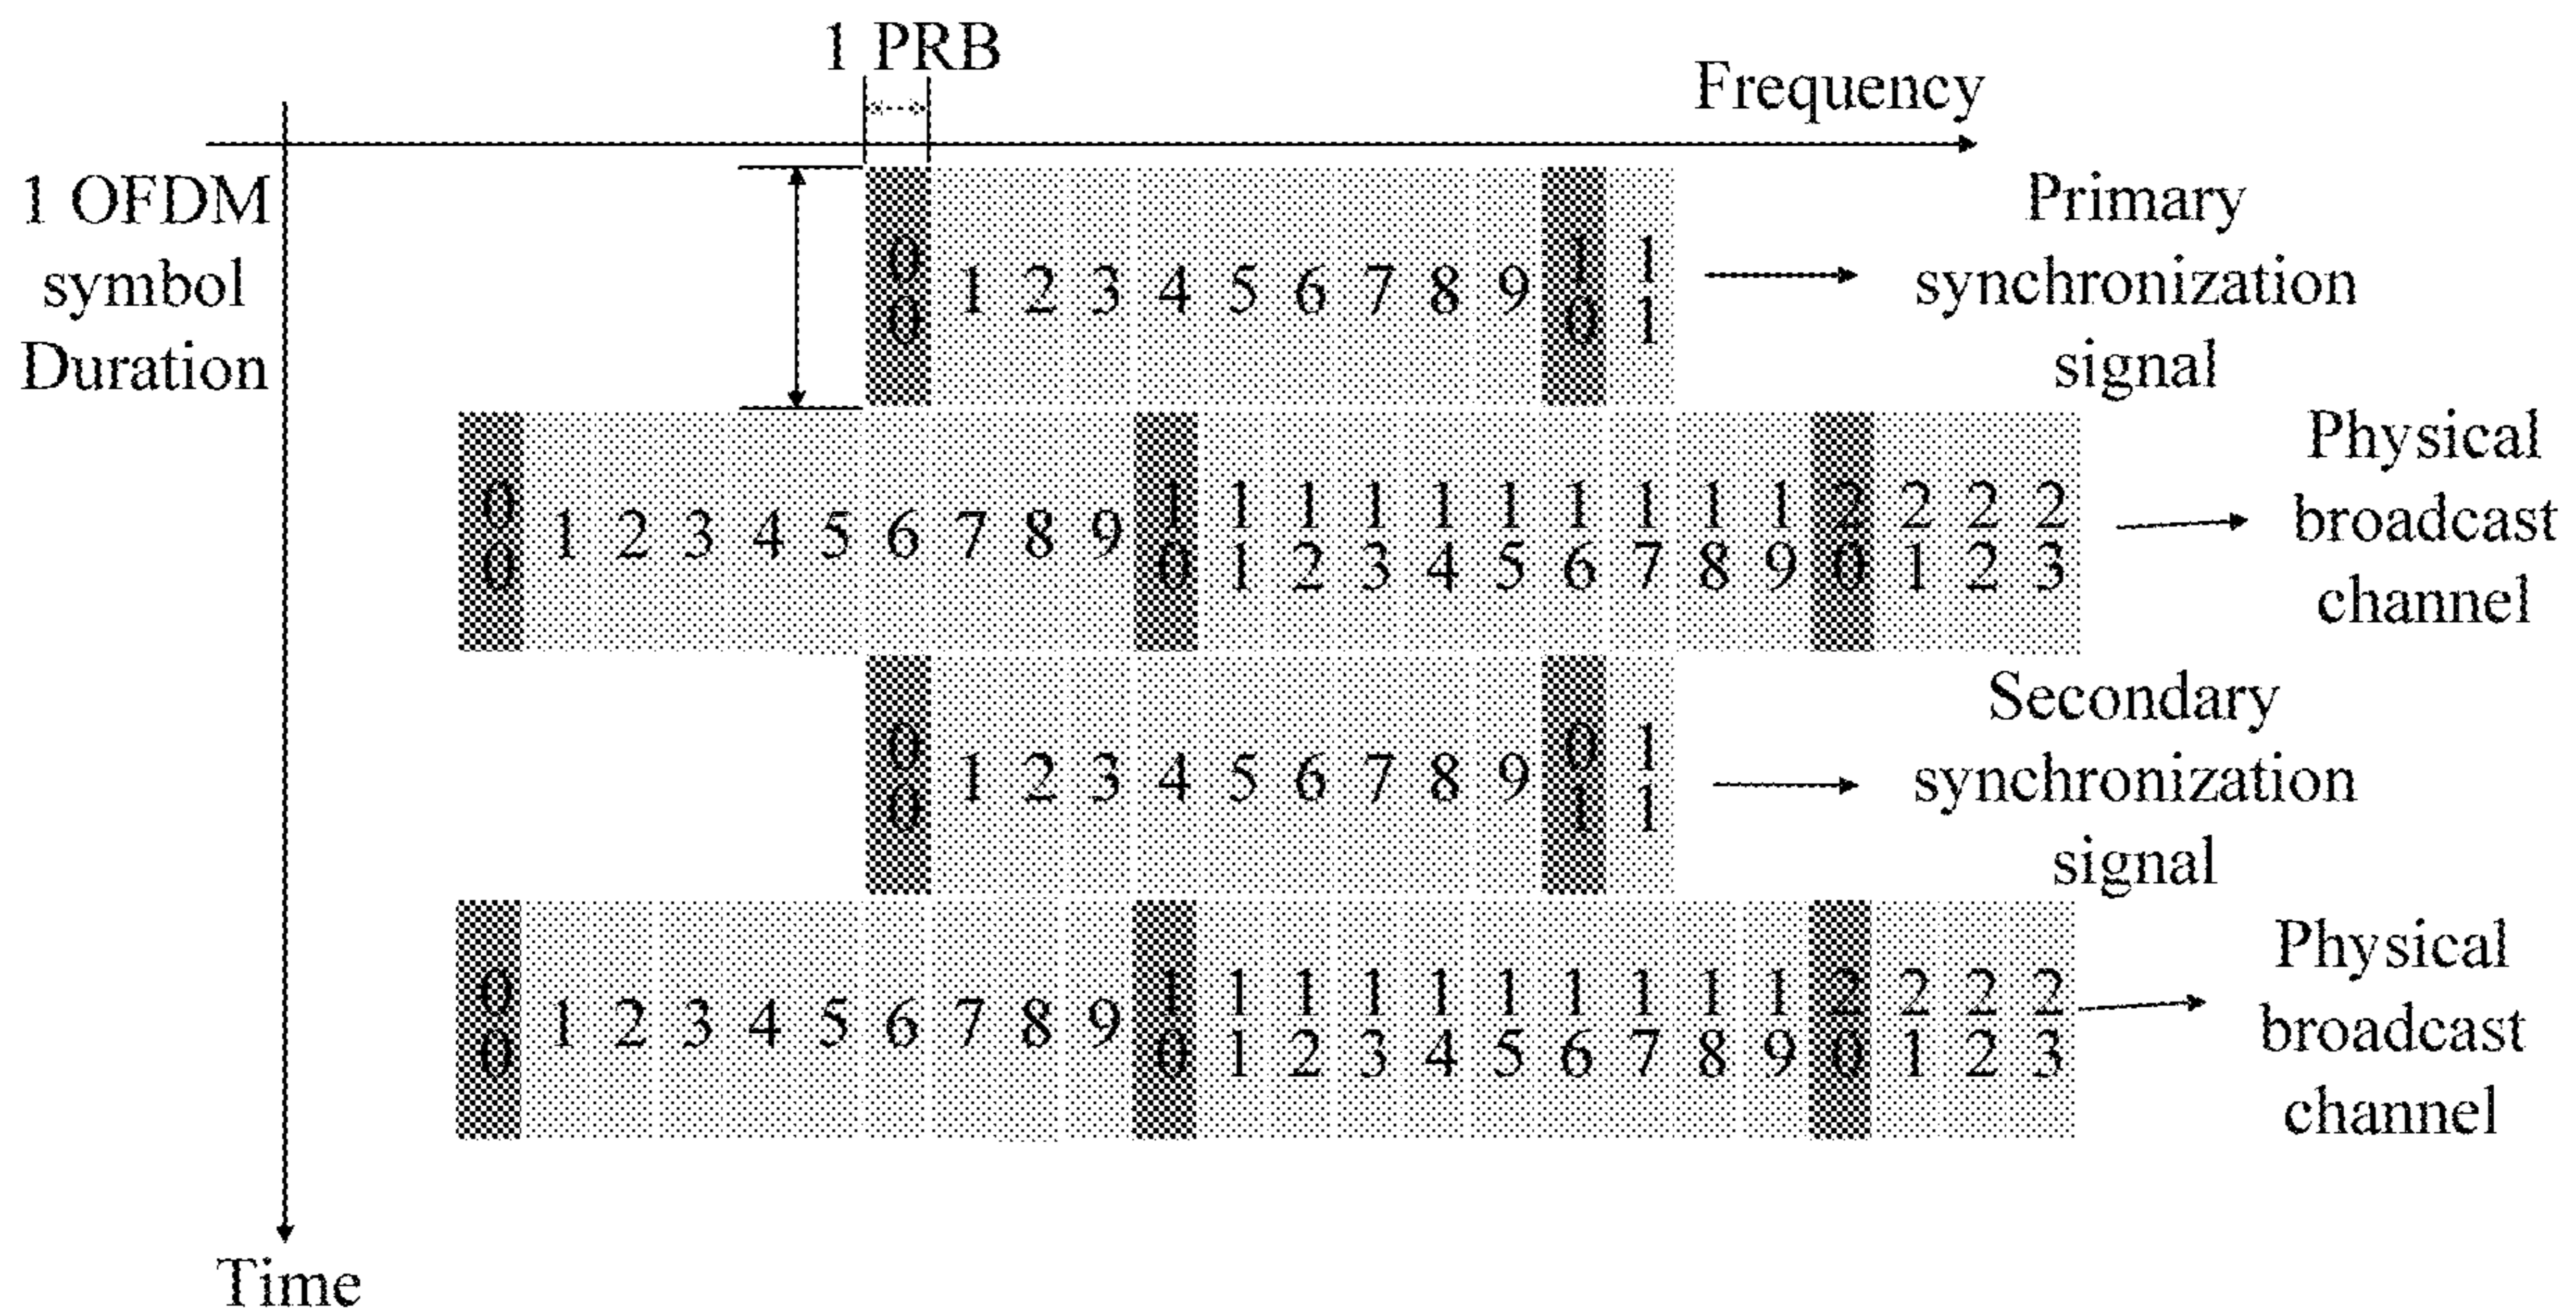 1 PRB
Frequency
1 OFDM
symbol
Duration
0 1 2 3 4 5 6 7 8 9 1 1
0 0 1
Primary
synchronization
signal
0 1 1 1 1 1 1 1 1 1 1 2 2 2 2
0 1 2 3 4 5 6 7 8 9 0 1 2 3 4 5 6 7 8 9 0 1 2 3
Physical
broadcast
channel
0 1 2 3 4 5 6 7 8 9 0 1
0 1 1
Secondary
synchronization
signal
0 1 1 1 1 1 1 1 1 1 1 2 2 2 2
0 1 2 3 4 5 6 7 8 9 0 1 2 3 4 5 6 7 8 9 0 1 2 3
Physical
broadcast
channel
Time